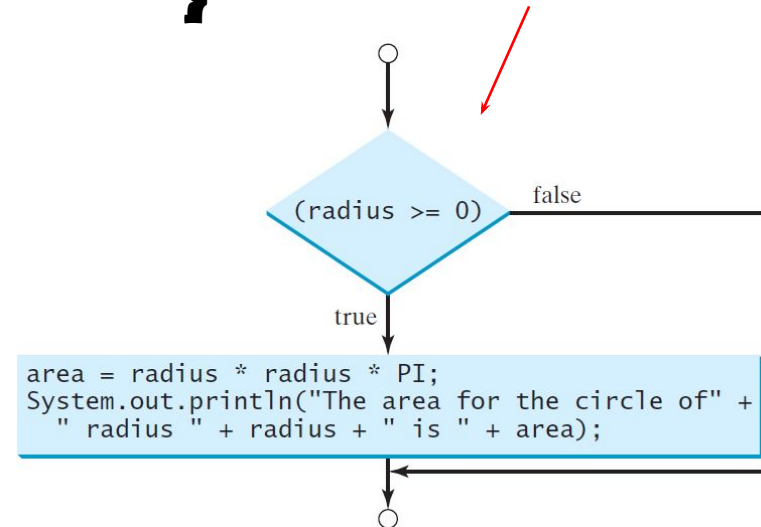 }
(radius >= 0)
false
true
area = radius * radius * PI;
System.out.println("The area for the circle of" +
" radius " + radius + " is " + area);